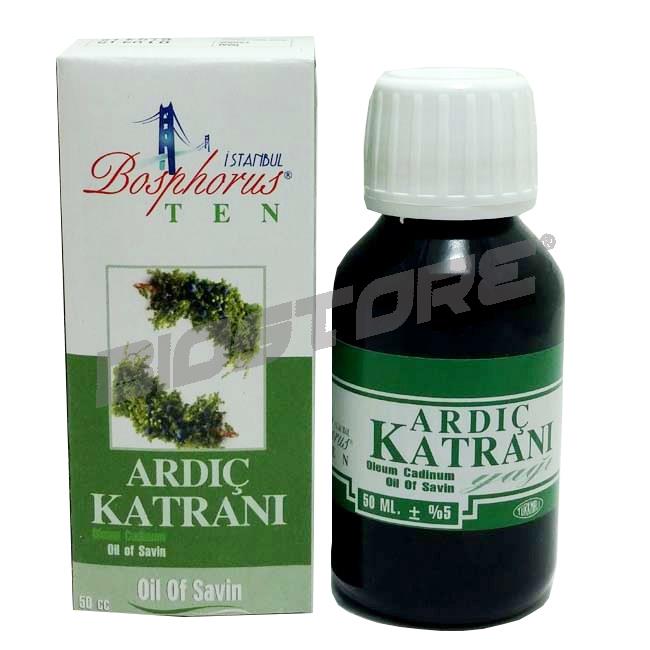 İSTANBUL
Bosphorus®
TEN
ARDIÇ
KATRANI
Oleum Cadinum
Oil of Savin
Oil Of Savin
50 cc
BIOSTORE®
ARDIÇ
KATRANI
yağı
Oleum Cadinum
Oil Of Savin
50 ML. ± %5